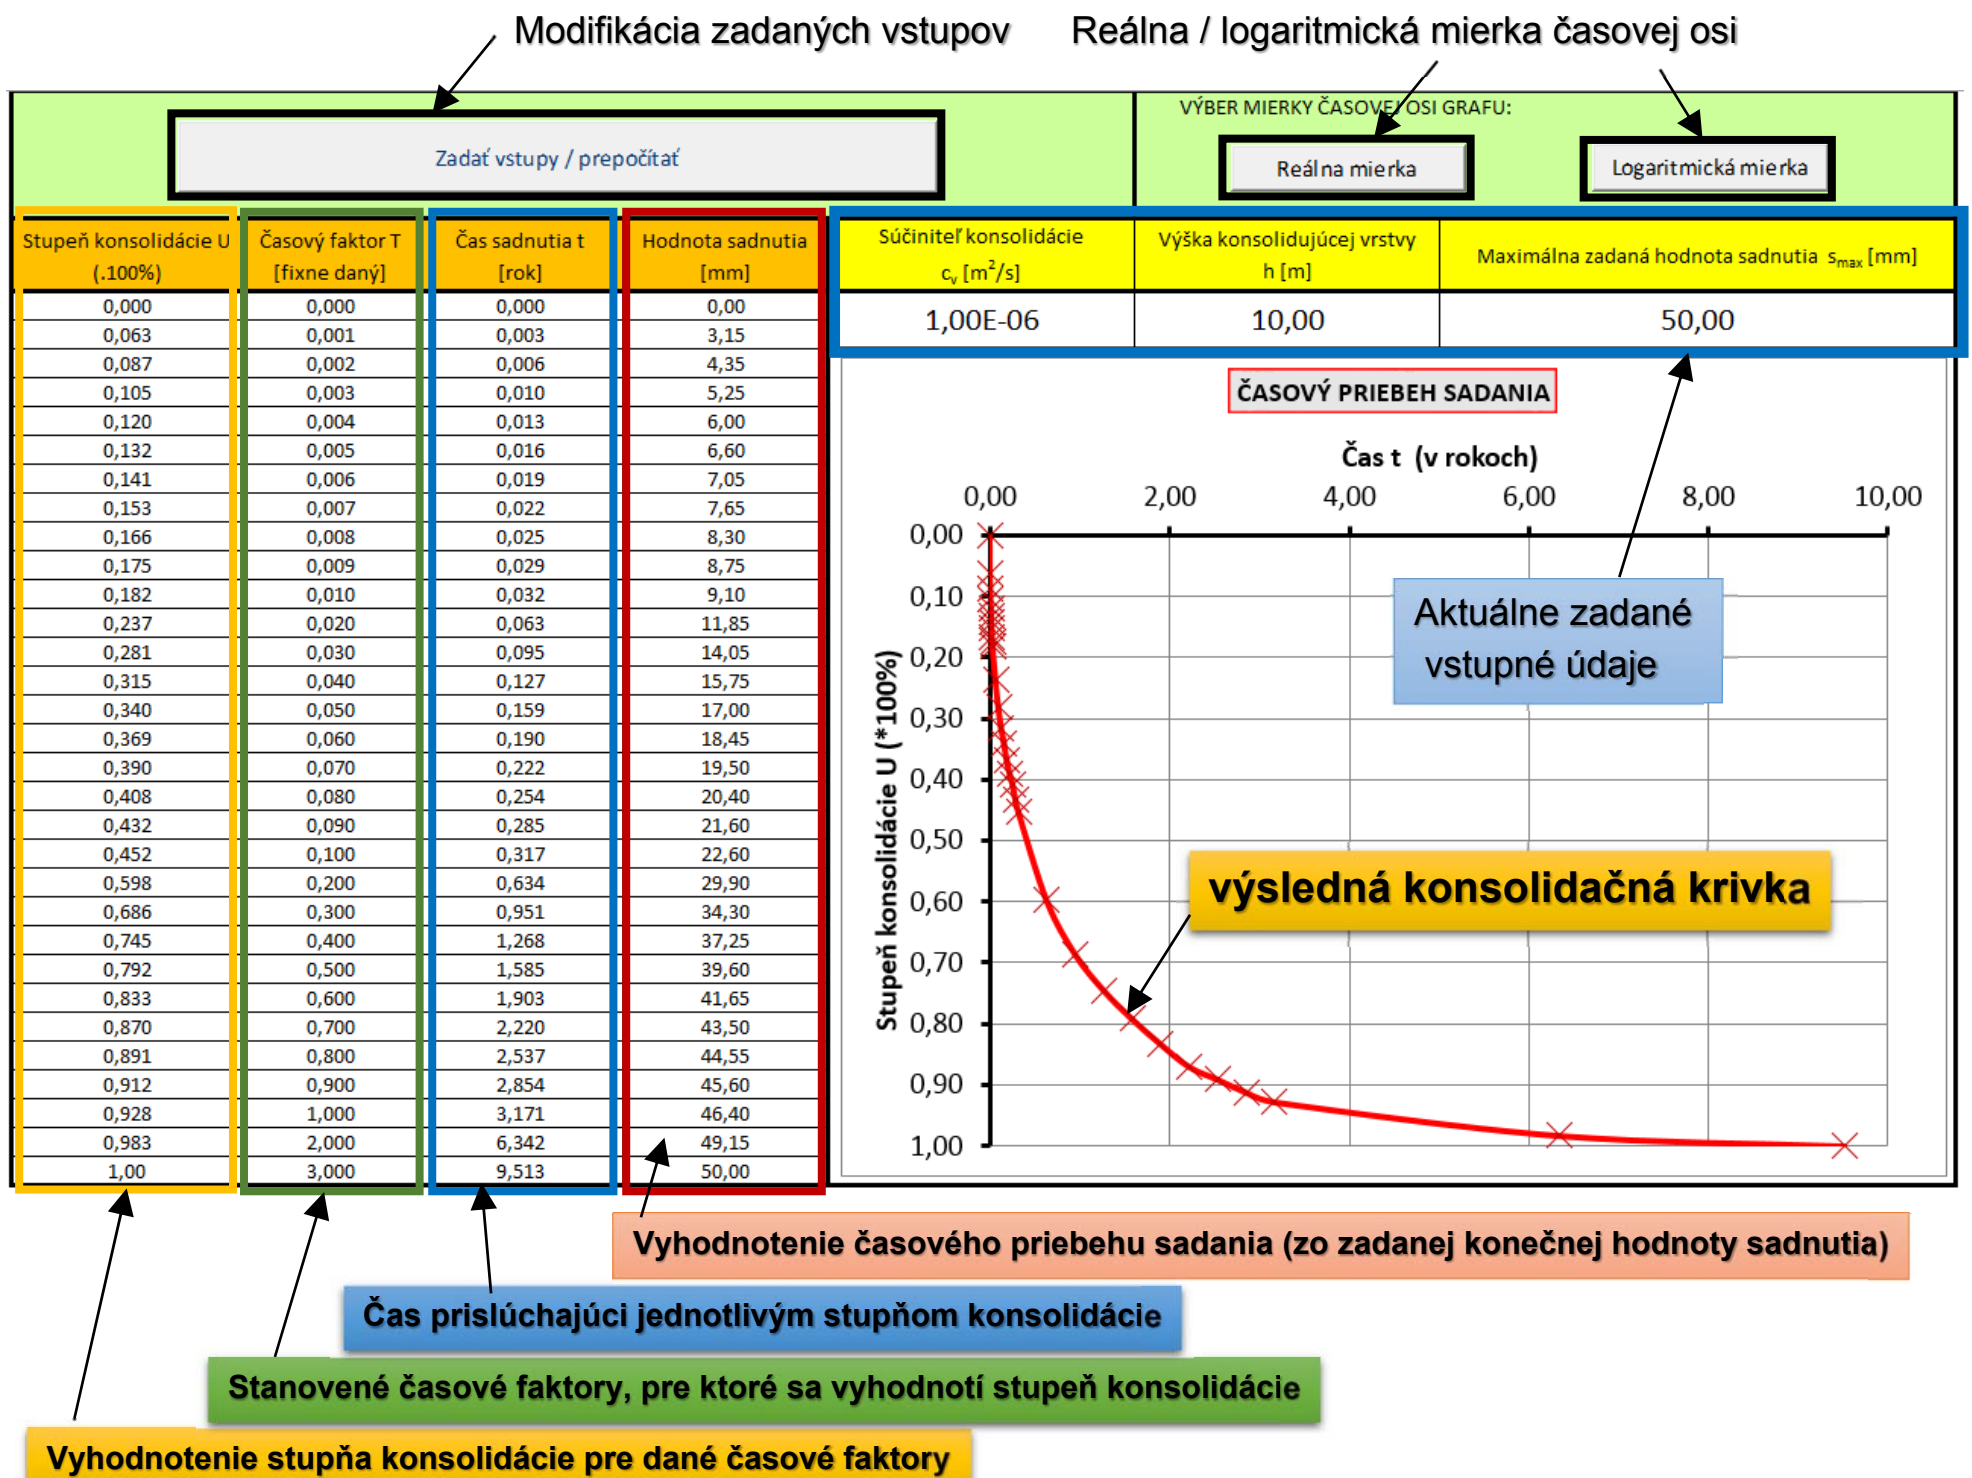 Modifikácia zadaných vstupov
Reálna / logaritmická mierka časovej osi
Zadať vstupy / prepočítať
VÝBER MIERKY ČASOVEJ OSI GRAFU:
Reálna mierka
Logaritmická mierka
Stupeň konsolidácie U (.100%) | Časový faktor T [fixne daný] | Čas sadnutia t [rok] | Hodnota sadnutia [mm]
0,000 0,000 0,000 0,00
0,063 0,001 0,003 3,15
0,087 0,002 0,006 4,35
0,105 0,003 0,010 5,25
0,120 0,004 0,013 6,00
0,132 0,005 0,016 6,60
0,141 0,006 0,019 7,05
0,153 0,007 0,022 7,65
0,166 0,008 0,025 8,30
0,175 0,009 0,029 8,75
0,182 0,010 0,032 9,10
0,237 0,020 0,063 11,85
0,281 0,030 0,095 14,05
0,315 0,040 0,127 15,75
0,340 0,050 0,159 17,00
0,369 0,060 0,190 18,45
0,390 0,070 0,222 19,50
0,408 0,080 0,254 20,40
0,432 0,090 0,285 21,60
0,452 0,100 0,317 22,60
0,598 0,200 0,634 29,90
0,686 0,300 0,951 34,30
0,745 0,400 1,268 37,25
0,792 0,500 1,585 39,60
0,833 0,600 1,903 41,65
0,870 0,700 2,220 43,50
0,891 0,800 2,537 44,55
0,912 0,900 2,854 45,60
0,928 1,000 3,171 46,40
0,983 2,000 6,342 49,15
1,00 3,000 9,513 50,00
Súčiniteľ konsolidácie
c_v [m²/s]
Výška konsolidujúcej vrstvy
h [m]
Maximálna zadaná hodnota sadnutia s_max [mm]
1,00E-06 10,00 50,00
ČASOVÝ PRIEBEH SADANIA
Čas t (v rokoch)
0,00 2,00 4,00 6,00 8,00 10,00
Stupeň konsolidácie U (*100%)
0,00
0,10
0,20
0,30
0,40
0,50
0,60
0,70
0,80
0,90
1,00
Aktuálne zadané
vstupné údaje
výsledná konsolidačná krivka
Vyhodnotenie časového priebehu sadania (zo zadanej konečnej hodnoty sadnutia)
Čas prislúchajúci jednotlivým stupňom konsolidácie
Stanovené časové faktory, pre ktoré sa vyhodnotí stupeň konsolidácie
Vyhodnotenie stupňa konsolidácie pre dané časové faktory